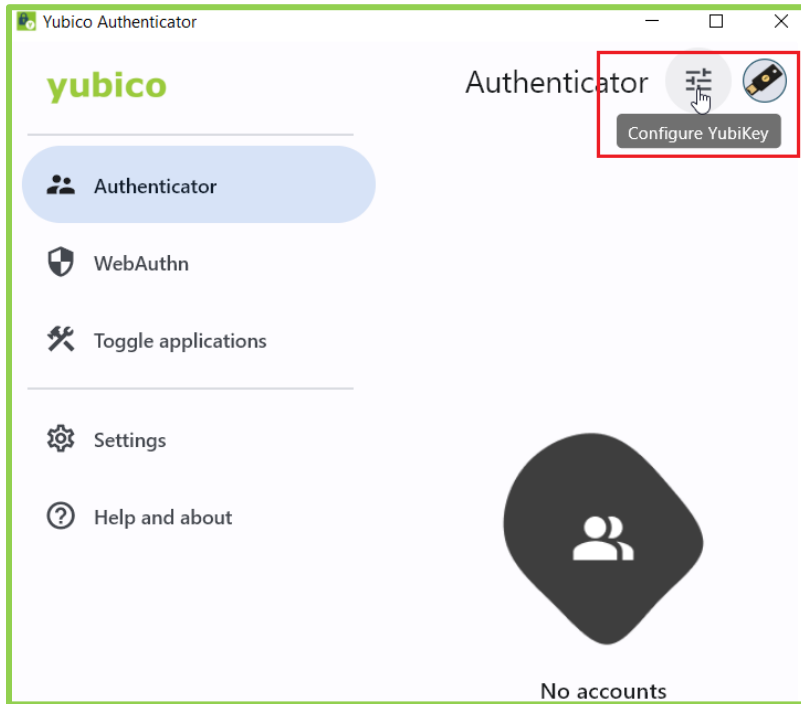 Yubico Authenticator
yubico
Authenticator
Configure YubiKey
Authenticator
WebAuthn
Toggle applications
Settings
Help and about
No accounts